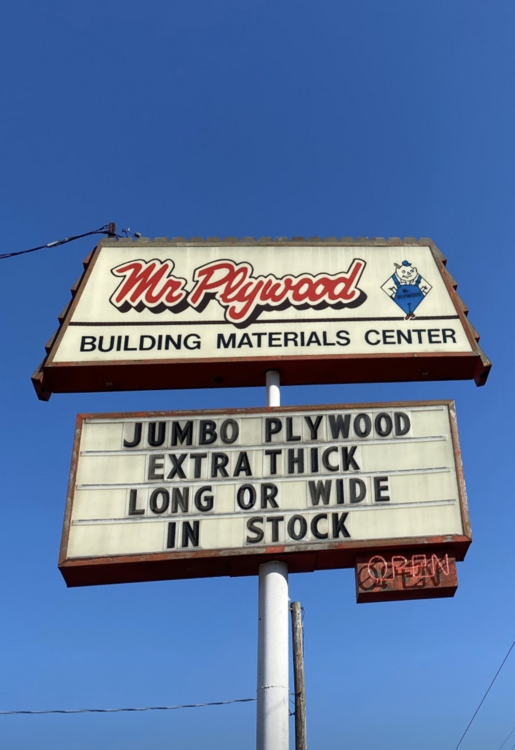 Mr Plywood
BUILDING MATERIALS CENTER
JUMBO PLYWOOD
EXTRA THICK
LONG OR WIDE
IN STOCK
OPEN